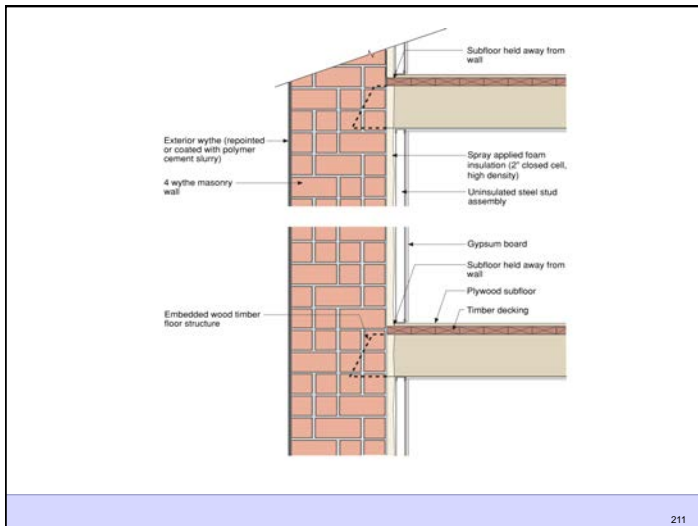 Subfloor held away from
wall
Exterior wythe (repointed
or coated with polymer
cement slurry)
Spray applied foam
insulation (2" closed cell,
high density)
4 wythe masonry
wall
Uninsulated steel stud
assembly
Gypsum board
Subfloor held away from
wall
Plywood subfloor
Embedded wood timber
floor structure
Timber decking
211